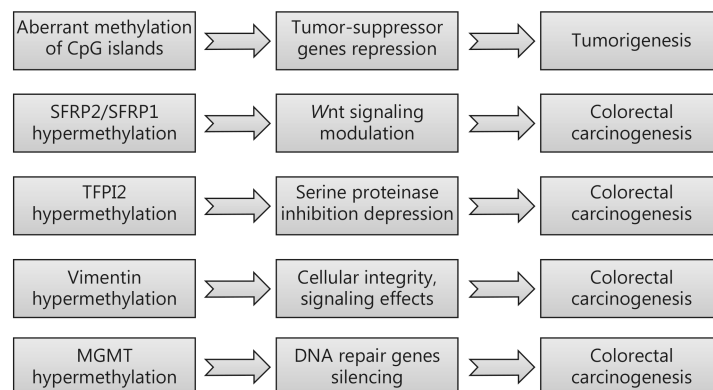 Aberrant methylation
of CpG islands
Tumor-suppressor
genes repression
Tumorigenesis
SFRP2/SFRP1
hypermethylation
Wnt signaling
modulation
Colorectal
carcinogenesis
TFPI2
hypermethylation
Serine proteinase
inhibition depression
Colorectal
carcinogenesis
Vimentin
hypermethylation
Cellular integrity,
signaling effects
Colorectal
carcinogenesis
MGMT
hypermethylation
DNA repair genes
silencing
Colorectal
carcinogenesis